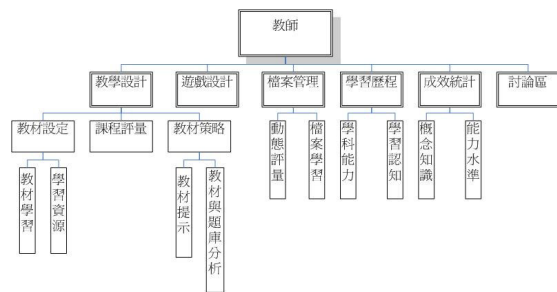 教師
教學設計
遊戲設計
檔案管理
學習歷程
成效統計
討論區
教材設定
課程評量
教材策略
動態評量
檔案學習
學科能力
學習認知
概念知識
能力水準
教材學習
學習資源
教材提示
教材與題庫分析